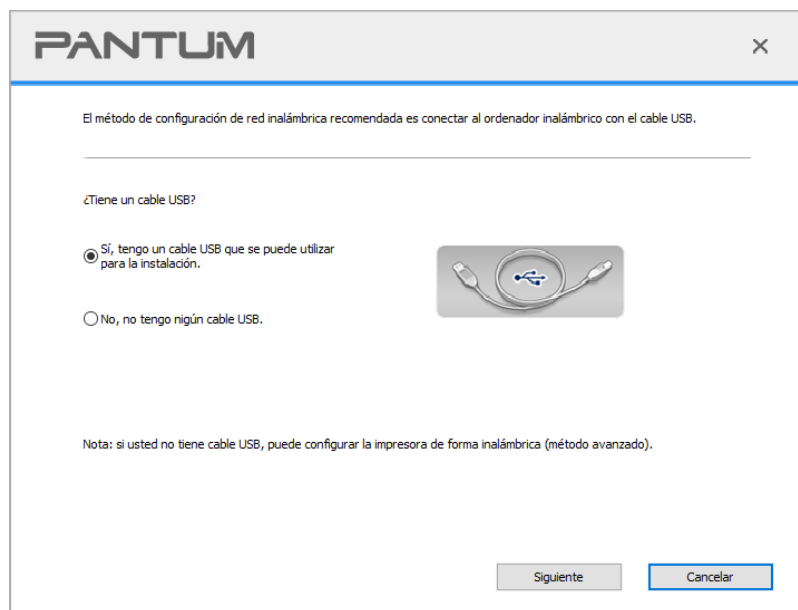 PANTUM
El método de configuración de red inalámbrica recomendada es conectar al ordenador inalámbrico con el cable USB.
¿Tiene un cable USB?
Sí, tengo un cable USB que se puede utilizar
para la instalación.
No, no tengo nigún cable USB.
Nota: si usted no tiene cable USB, puede configurar la impresora de forma inalámbrica (método avanzado).
Siguiente
Cancelar